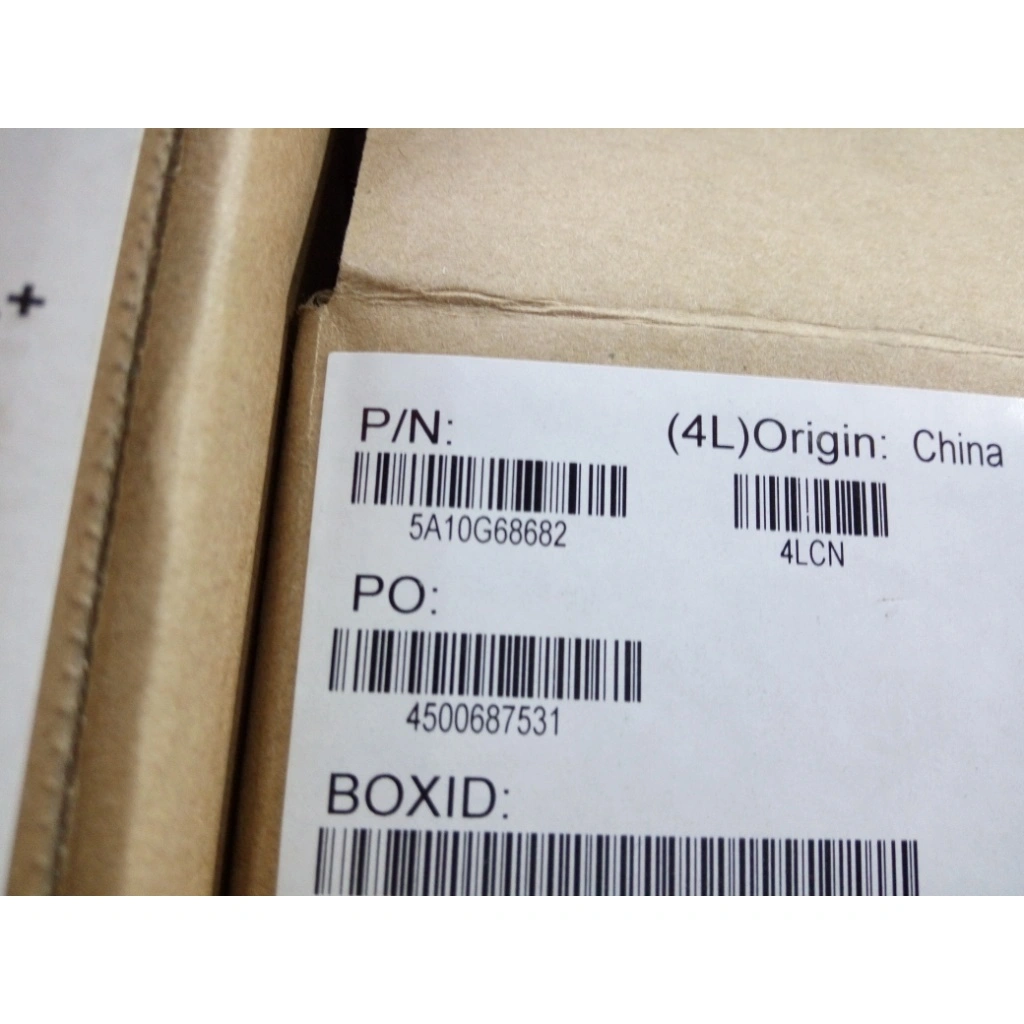 P/N:
(4L)Origin: China
5A10G68682
4LCN
PO:
4500687531
BOXID: